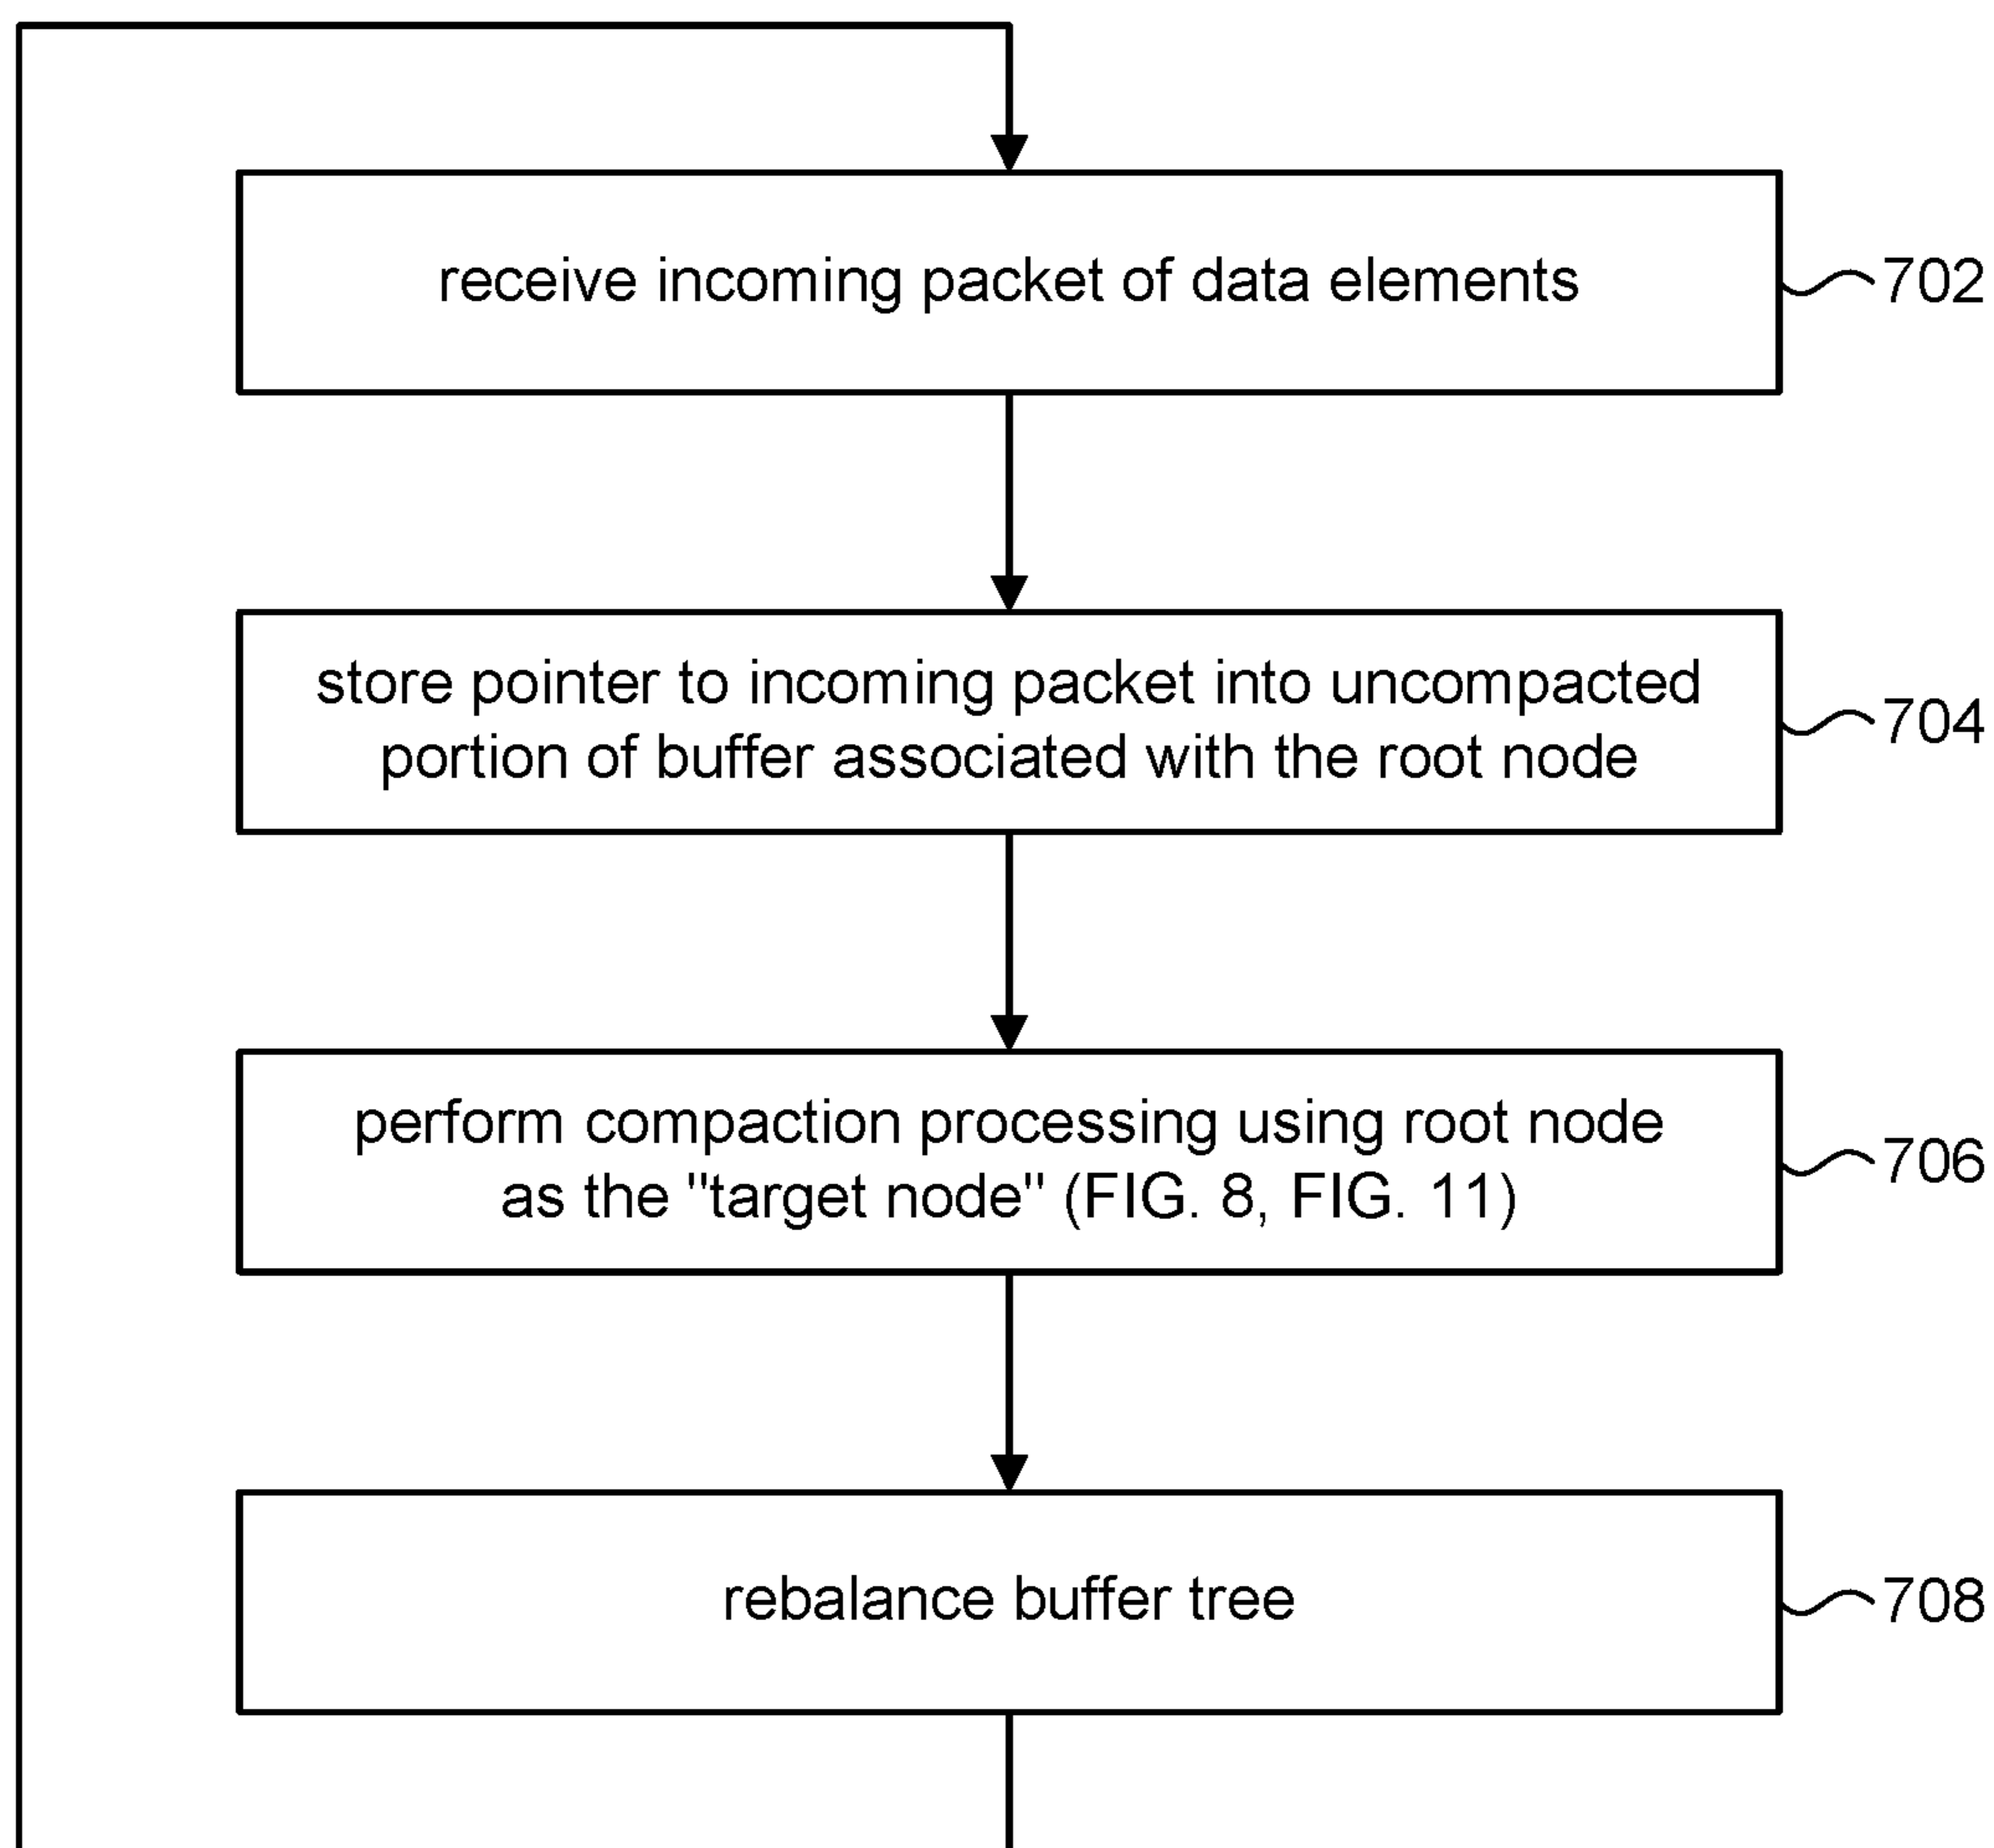 receive incoming packet of data elements
702
store pointer to incoming packet into uncompacted
portion of buffer associated with the root node
704
perform compaction processing using root node
as the "target node" (FIG. 8, FIG. 11)
706
rebalance buffer tree
708